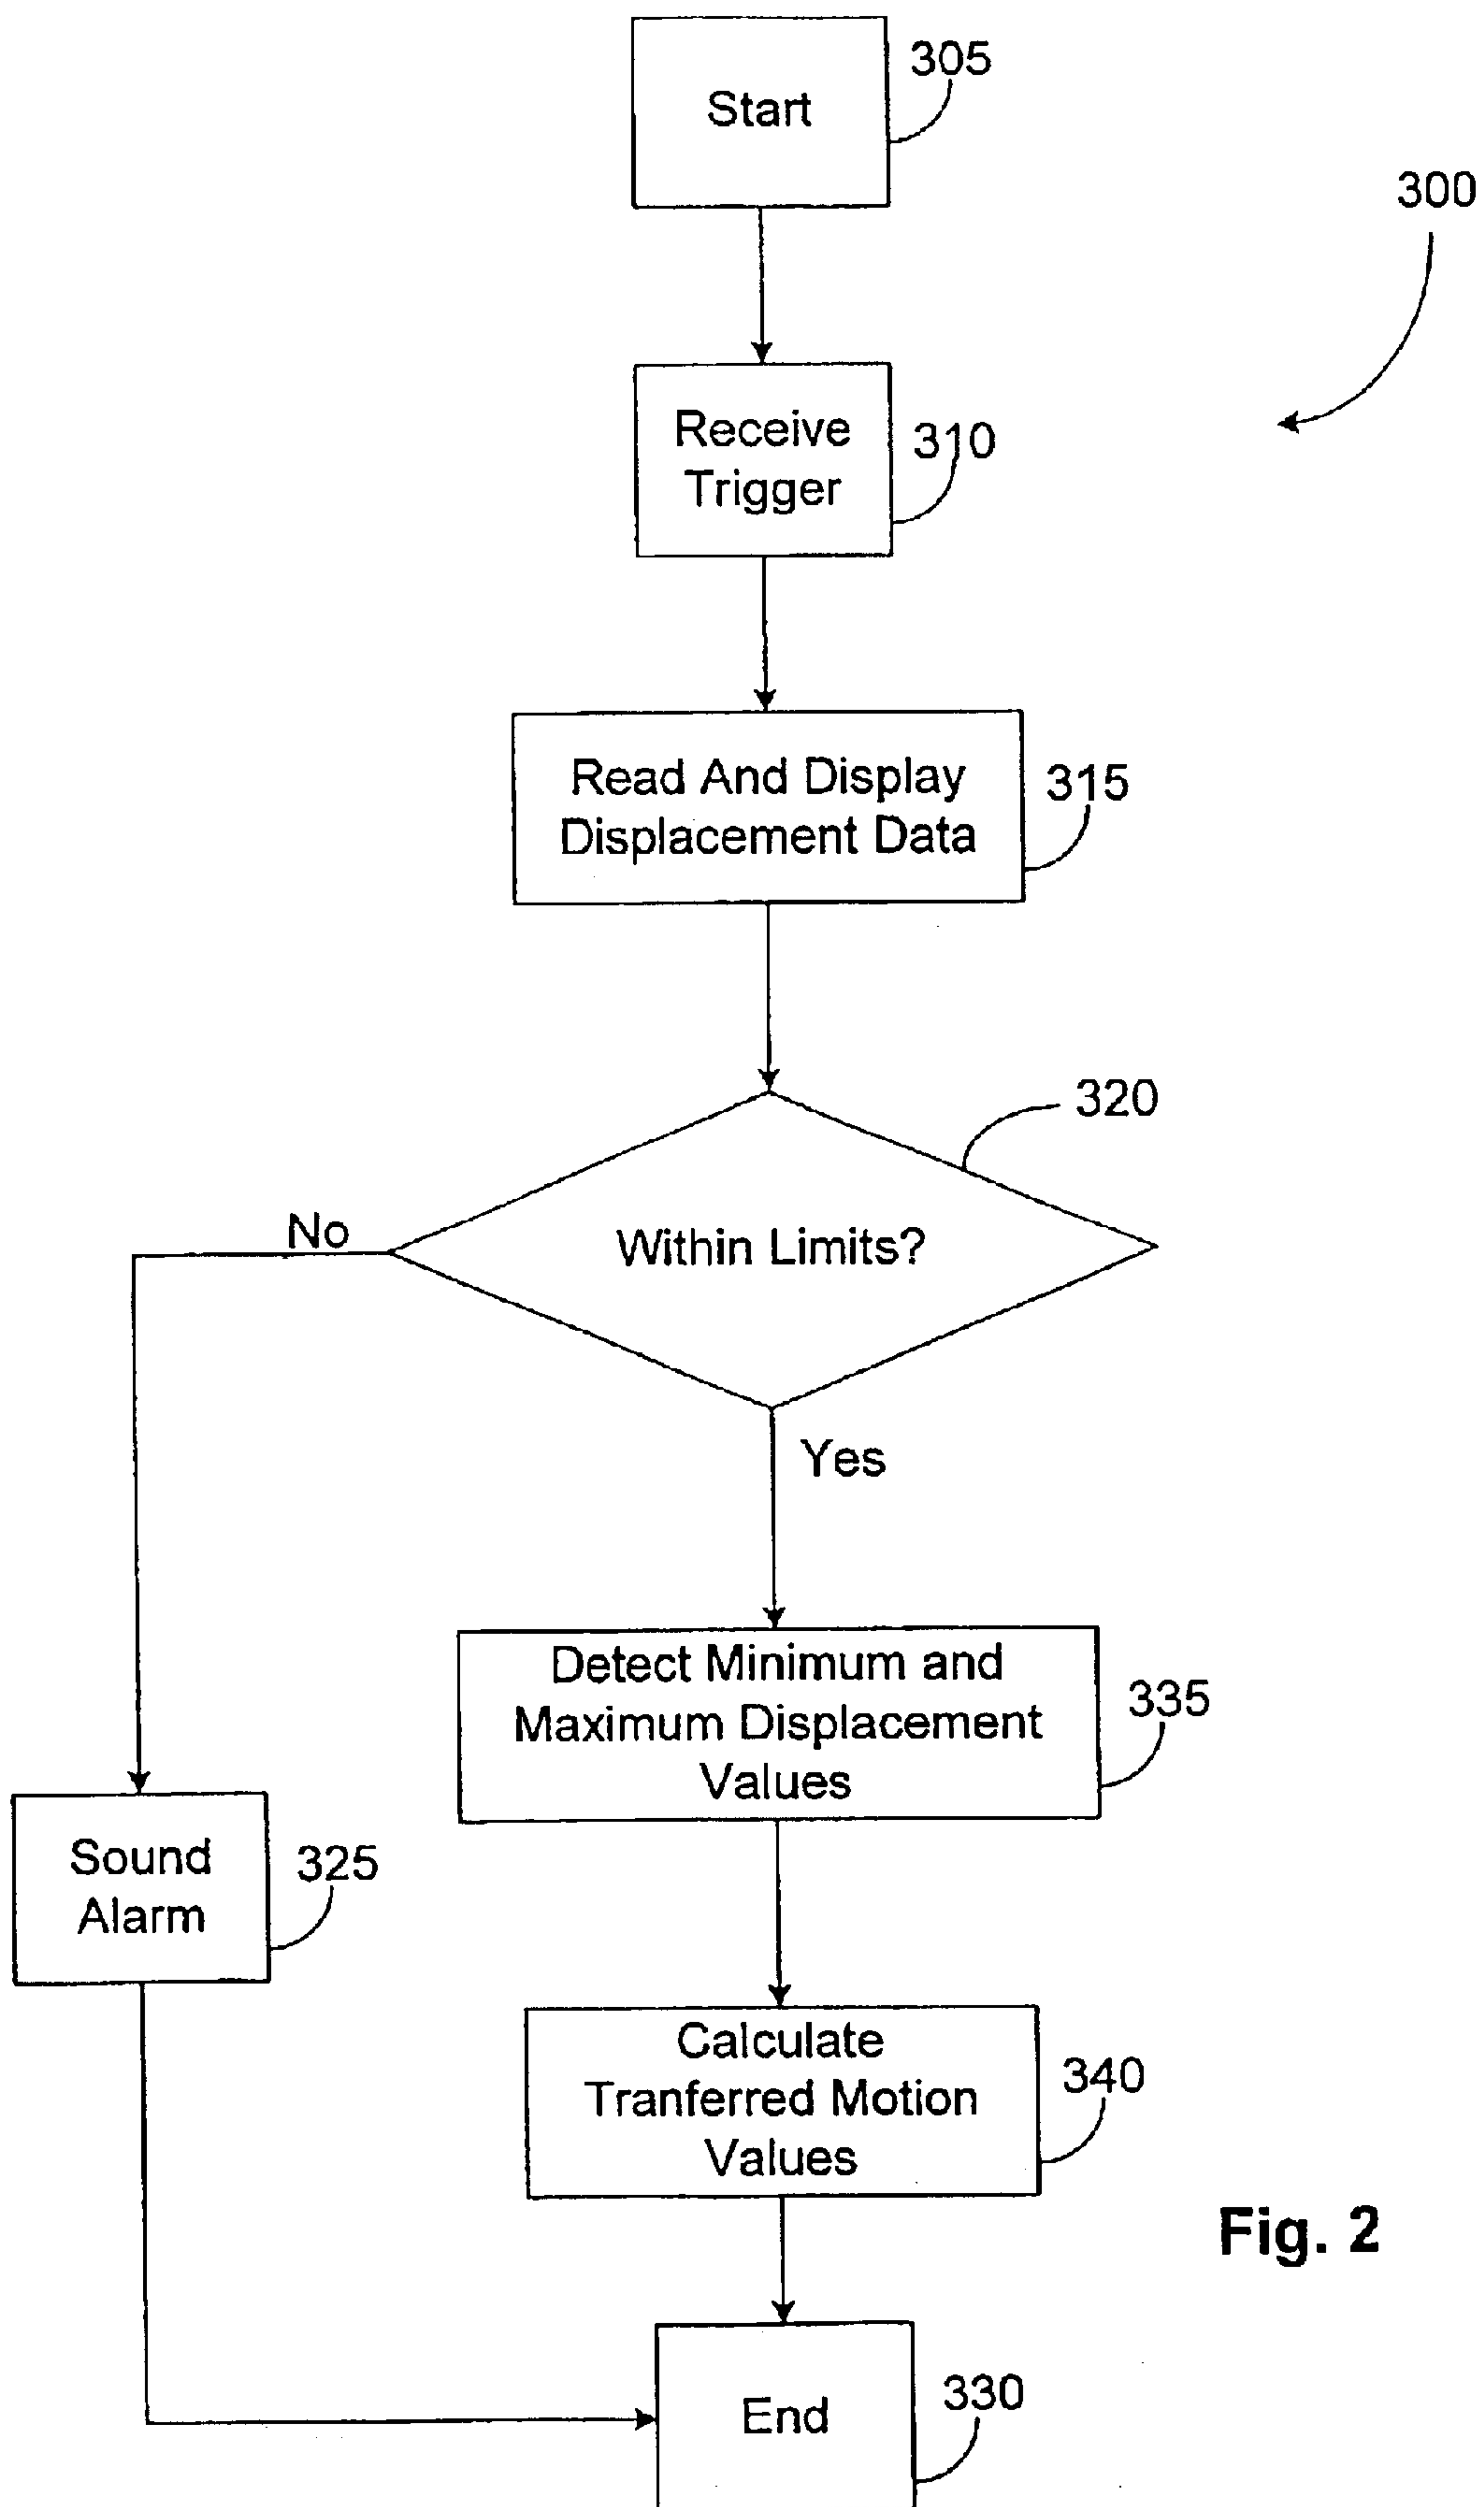 Start
305
300
Receive
Trigger
310
Read And Display
Displacement Data
315
320
Within Limits?
No
Yes
Detect Minimum and
Maximum Displacement
Values
335
Sound
Alarm
325
Calculate
Tranferred Motion
Values
340
Fig. 2
End
330